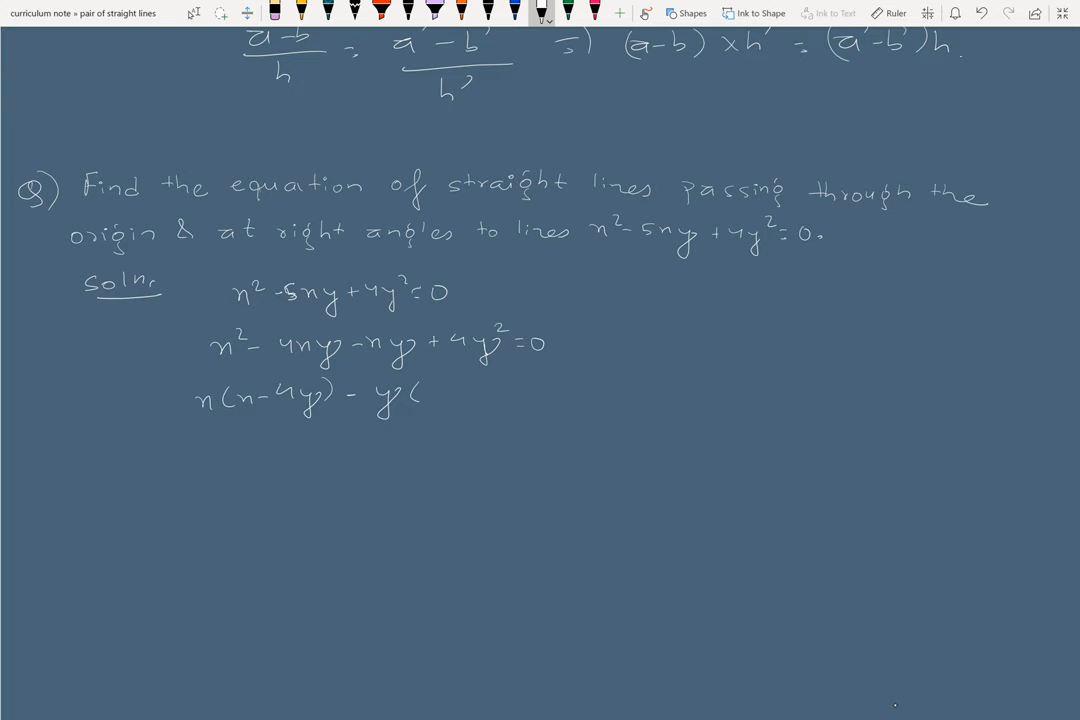 curriculum note » pair of straight lines
Shapes Ink to Shape Ink to Text Ruler
a-b/h = a'-b'/h' => (a-b) × h' = (a'-b')h.
Q) Find the equation of straight lines passing through the
origin & at right angles to lines x²-5xy+4y²=0.
soln,
x²-5xy+4y²=0
x²-4xy-xy+4y²=0
x(x-4y)-y(